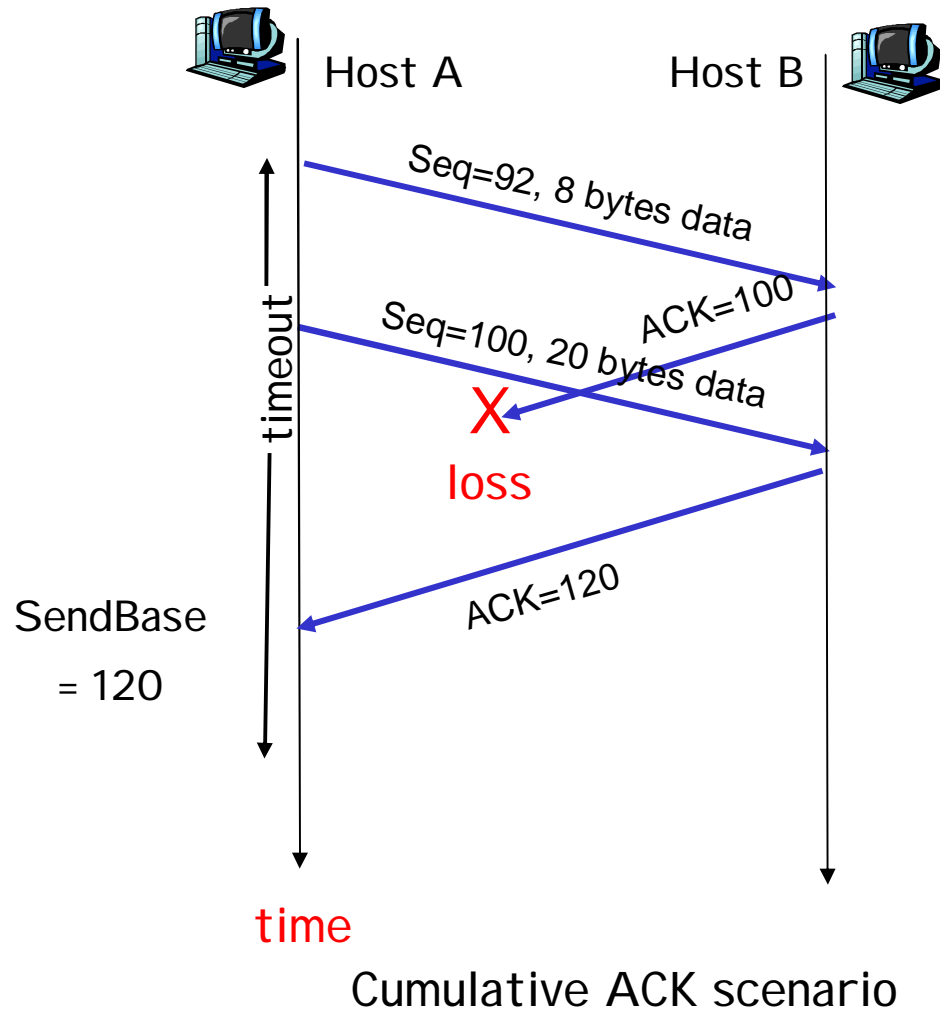 Host A
Host B
Seq=92, 8 bytes data
ACK=100
timeout
Seq=100, 20 bytes data
X
loss
ACK=120
SendBase
= 120
time
Cumulative ACK scenario